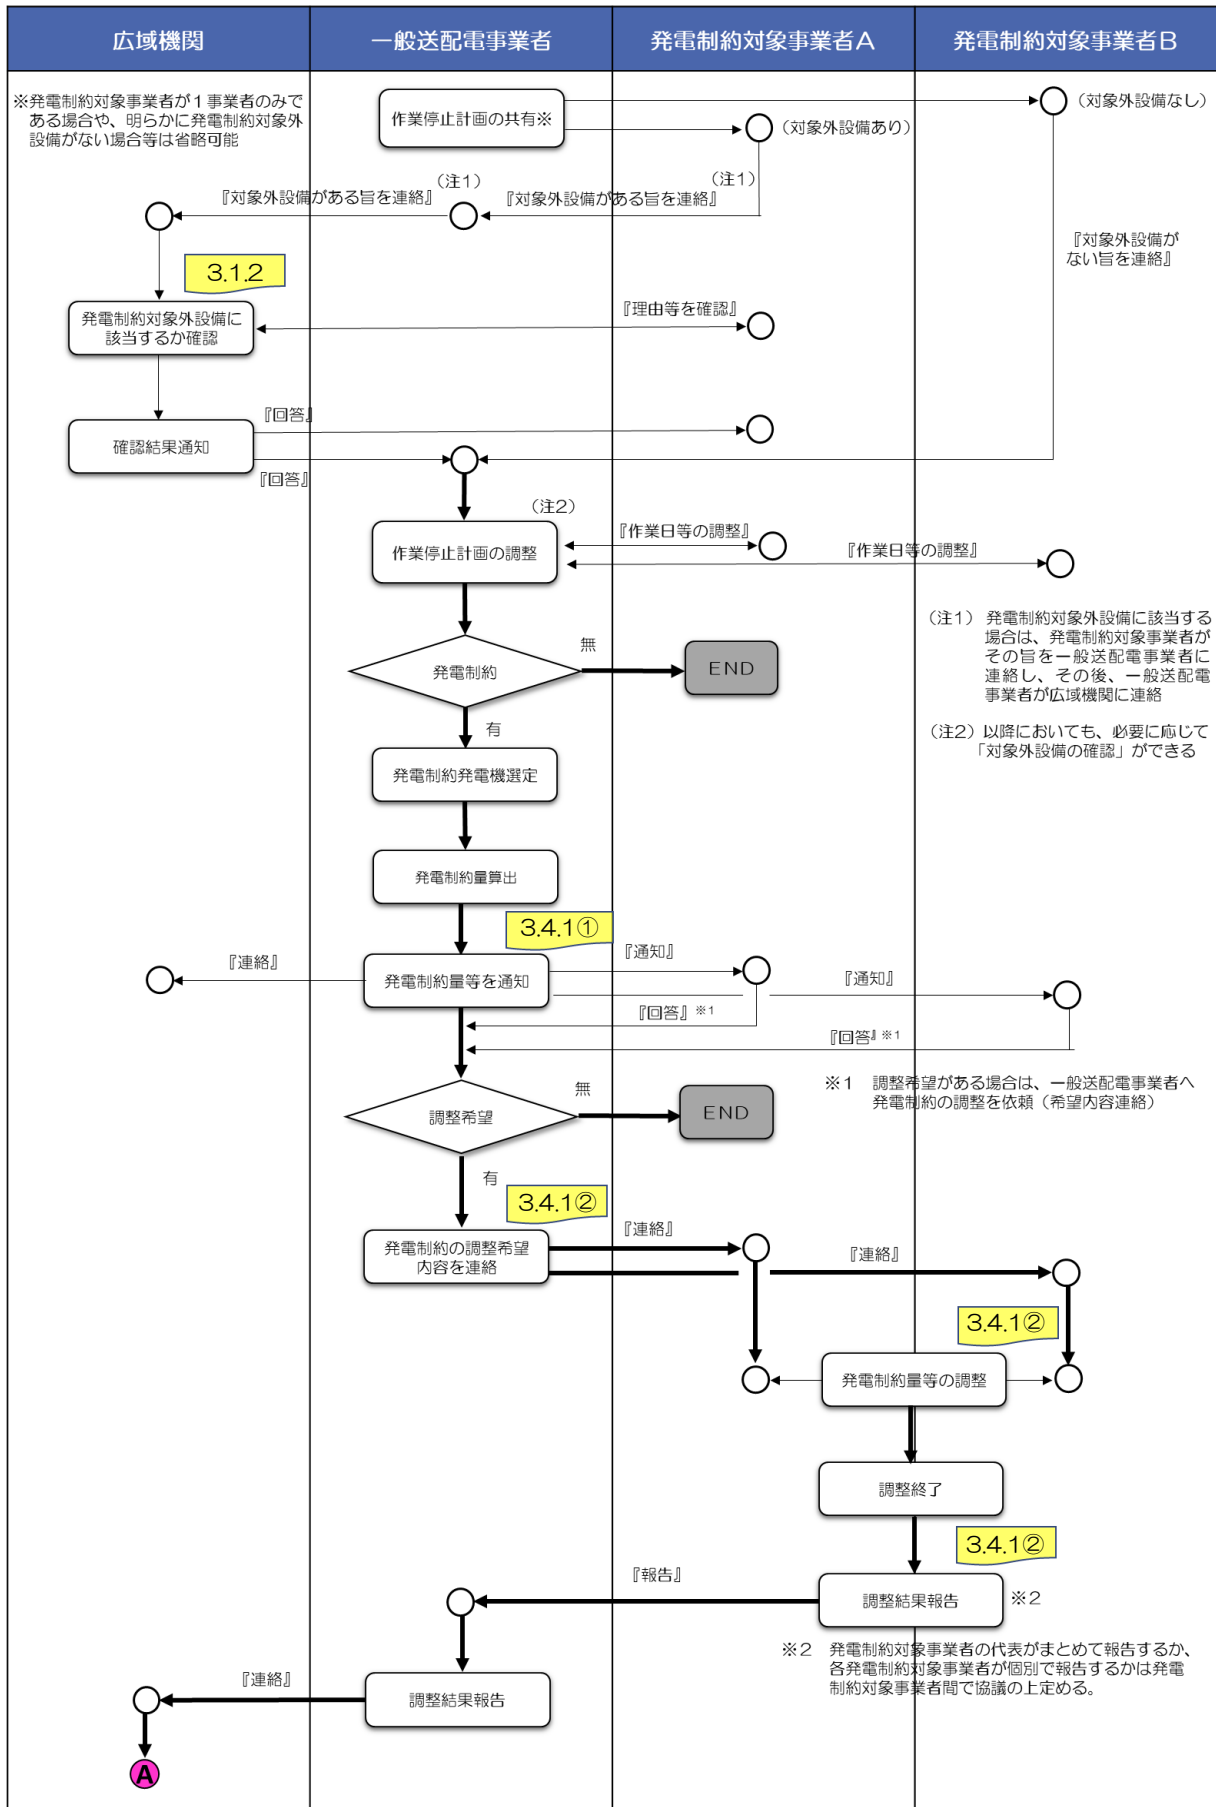 広域機関
一般送配電事業者
発電制約対象事業者A
発電制約対象事業者B
※発電制約対象事業者が1事業者のみで
ある場合や、明らかに発電制約対象外
設備がない場合等は省略可能
作業停止計画の共有※
(対象外設備なし)
(対象外設備あり)
(注1)
(注1)
『対象外設備がある旨を連絡』
『対象外設備がある旨を連絡』
『対象外設備が
ない旨を連絡』
3.1.2
発電制約対象外設備に
該当するか確認
『理由等を確認』
『回答』
確認結果通知
『回答』
(注2)
作業停止計画の調整
『作業日等の調整』
『作業日等の調整』
(注1) 発電制約対象外設備に該当する
場合は、発電制約対象事業者が
その旨を一般送配電事業者に
連絡し、その後、一般送配電
事業者が広域機関に連絡
(注2) 以降においても、必要に応じて
「対象外設備の確認」ができる
発電制約
無
END
有
発電制約発電機選定
発電制約量算出
3.4.1①
『連絡』
発電制約量等を通知
『通知』
『通知』
『回答』※1
『回答』※1
※1 調整希望がある場合は、一般送配電事業者へ
発電制約の調整を依頼(希望内容連絡)
調整希望
無
END
有
3.4.1②
発電制約の調整希望
内容を連絡
『連絡』
『連絡』
3.4.1②
発電制約量等の調整
調整終了
3.4.1②
『報告』
調整結果報告
※2
※2 発電制約対象事業者の代表がまとめて報告するか、
各発電制約対象事業者が個別で報告するかは発電
制約対象事業者間で協議の上定める。
『連絡』
調整結果報告
A